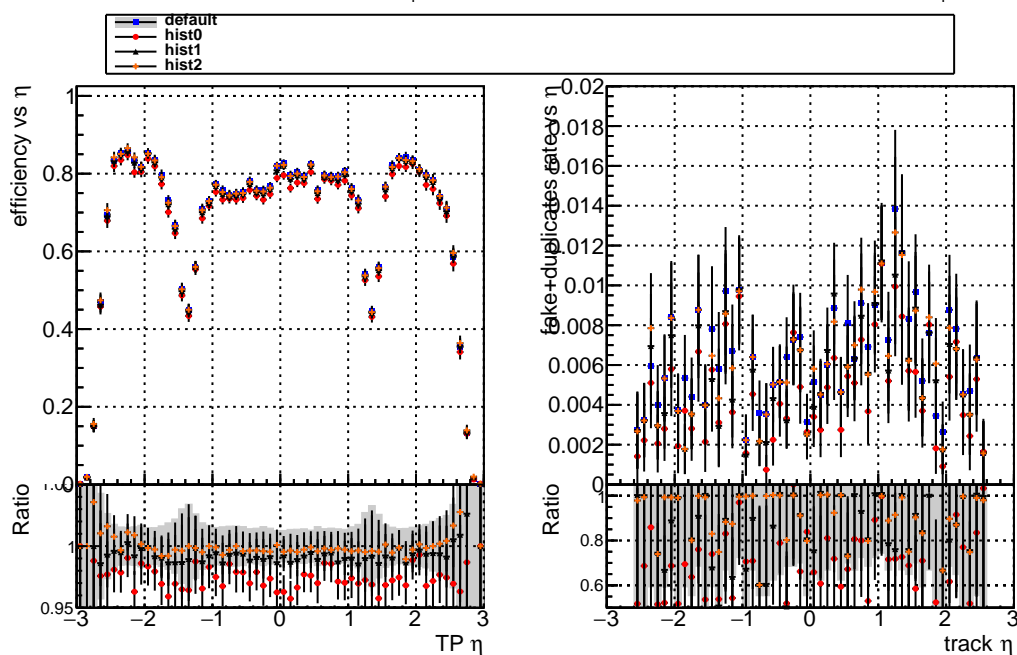 default
hist0
hist1
hist2
efficiency vs η
1
0.8
0.6
0.4
0.2
0
Ratio
1
0.95
−3 −2 −1 0 1 2 3
TP η
fake+duplicates rate vs η
0.02
0.018
0.016
0.014
0.012
0.01
0.008
0.006
0.004
0.002
0
Ratio
1
0.8
0.6
−3 −2 −1 0 1 2 3
track η